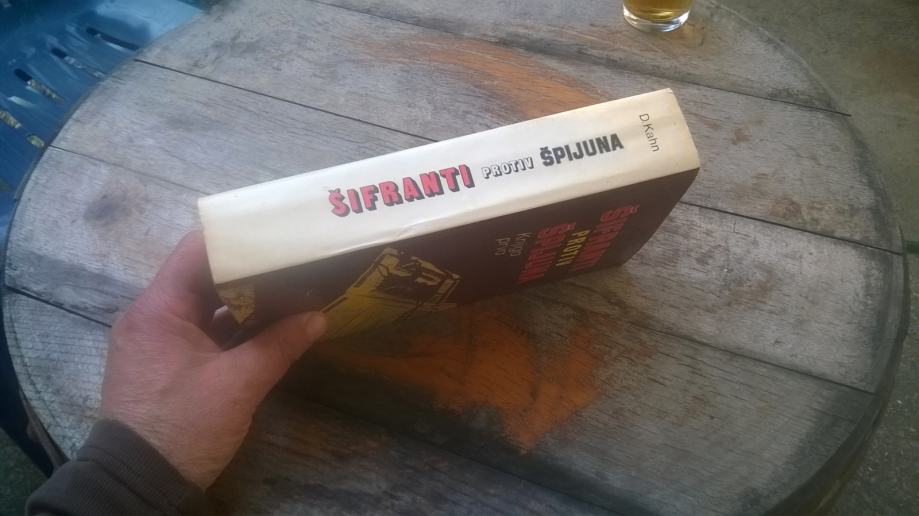 ŠIFRANTI PROTIV ŠPIJUNA
D Kahn
ŠIFRANTI
PROTIV
ŠPIJUNA
Knjiga
prva